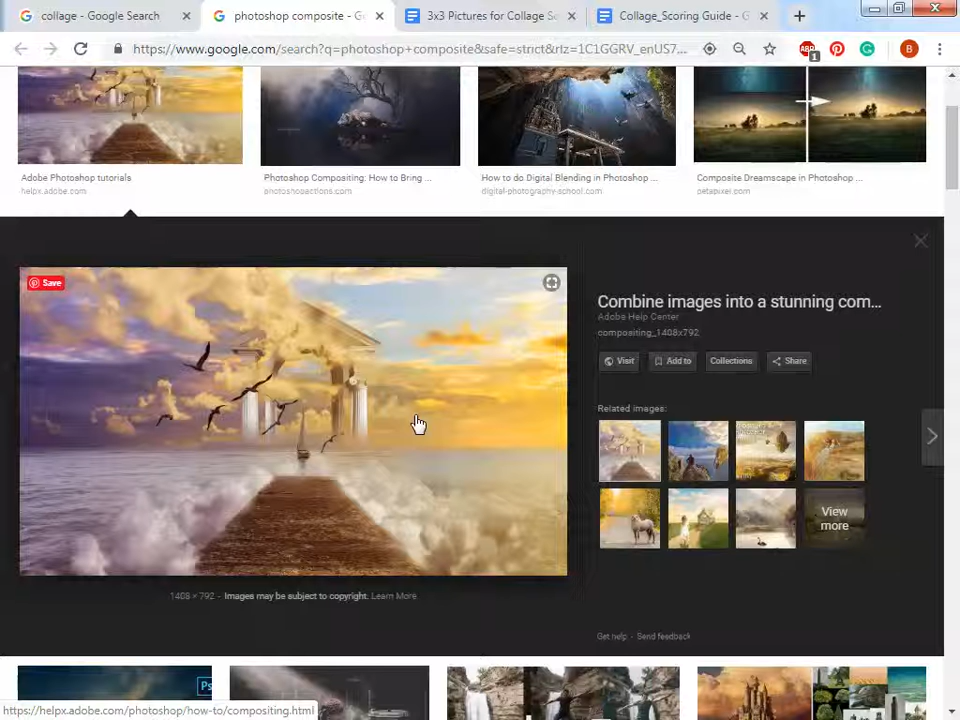 collage - Google Search
photoshop composite - G
3x3 Pictures for Collage Sc
Collage_Scoring Guide - G
https://www.google.com/search?q=photoshop+composite&safe=strict&rlz=1C1GGRV_enUS7...
ABP
1
B
Adobe Photoshop tutorials
helpx.adobe.com
Photoshop Compositing: How to Bring ...
photoshopactions.com
How to do Digital Blending in Photoshop ...
digital-photography-school.com
Composite Dreamscape in Photoshop ...
petapixel.com
Save
Combine images into a stunning com...
Adobe Help Center
compositing_1408x792
Visit
Add to
Collections
Share
Related images:
View more
1408 × 792 - Images may be subject to copyright. Learn More
Get help - Send feedback
Ps
https://helpx.adobe.com/photoshop/how-to/compositing.html